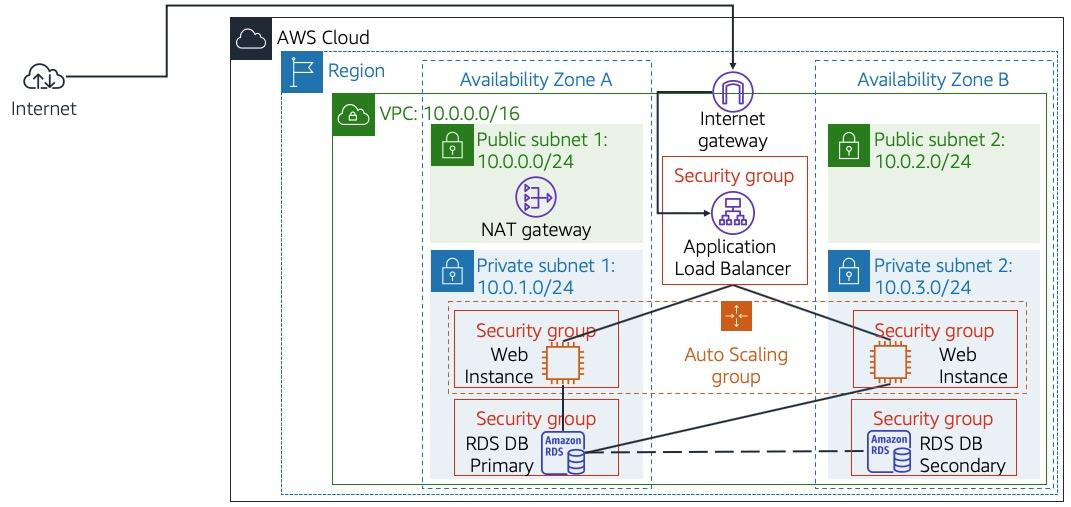 AWS Cloud
Region
Internet
Availability Zone A
Availability Zone B
VPC: 10.0.0.0/16
Internet
gateway
Public subnet 1:
10.0.0.0/24
NAT gateway
Public subnet 2:
10.0.2.0/24
Security group
Application
Load Balancer
Private subnet 1:
10.0.1.0/24
Private subnet 2:
10.0.3.0/24
Security group
Web
Instance
Auto Scaling
group
Security group
Web
Instance
Security group
RDS DB
Primary
Amazon
RDS
Security group
Amazon
RDS
RDS DB
Secondary